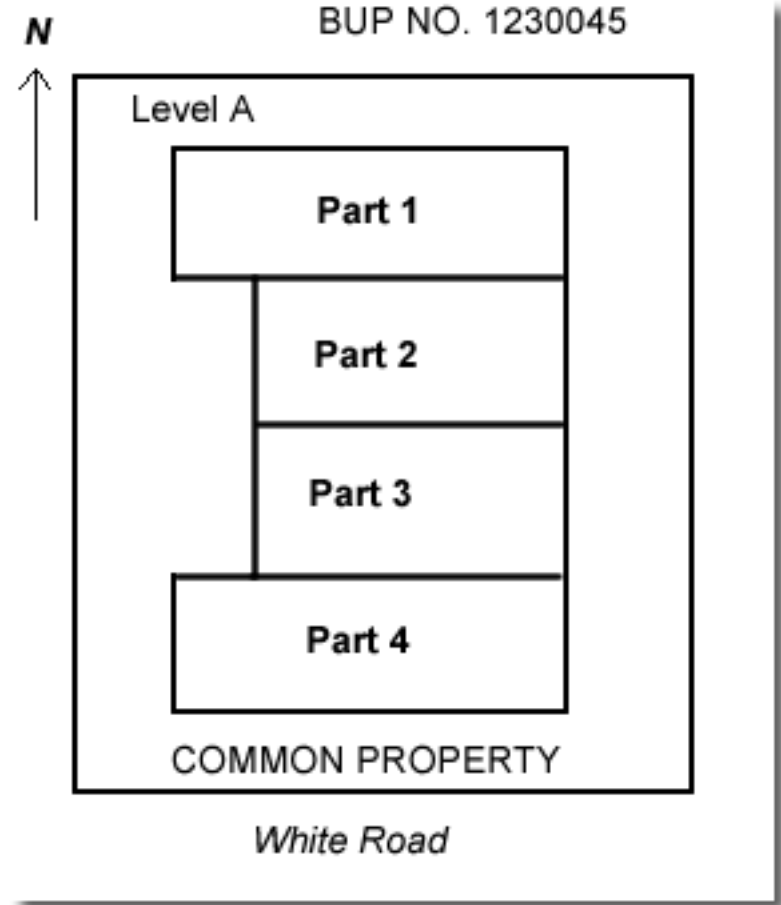 N
BUP NO. 1230045
Level A
Part 1
Part 2
Part 3
Part 4
COMMON PROPERTY
White Road